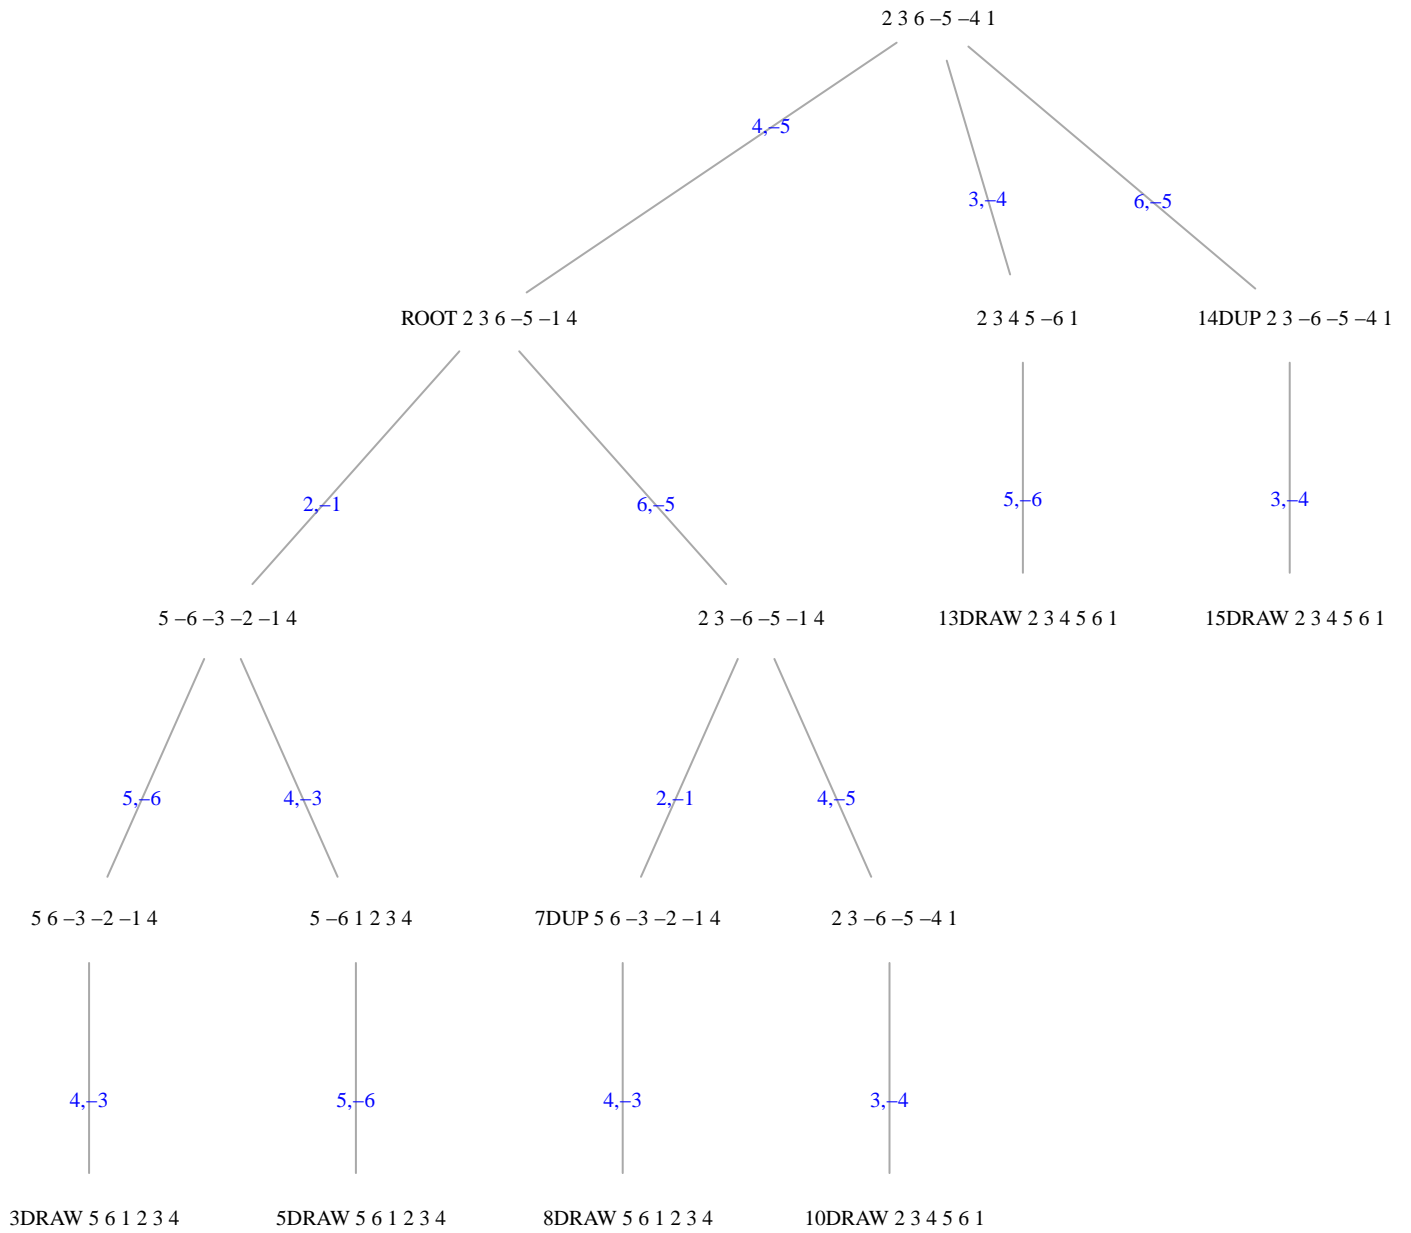 2 3 6 –5 –4 1
4,–5
3,–4
6,–5
ROOT 2 3 6 –5 –1 4
2 3 4 5 –6 1
14DUP 2 3 –6 –5 –4 1
2,–1
6,–5
5,–6
3,–4
5 –6 –3 –2 –1 4
2 3 –6 –5 –1 4
13DRAW 2 3 4 5 6 1
15DRAW 2 3 4 5 6 1
5,–6
4,–3
2,–1
4,–5
5 6 –3 –2 –1 4
5 –6 1 2 3 4
7DUP 5 6 –3 –2 –1 4
2 3 –6 –5 –4 1
4,–3
5,–6
4,–3
3,–4
3DRAW 5 6 1 2 3 4
5DRAW 5 6 1 2 3 4
8DRAW 5 6 1 2 3 4
10DRAW 2 3 4 5 6 1